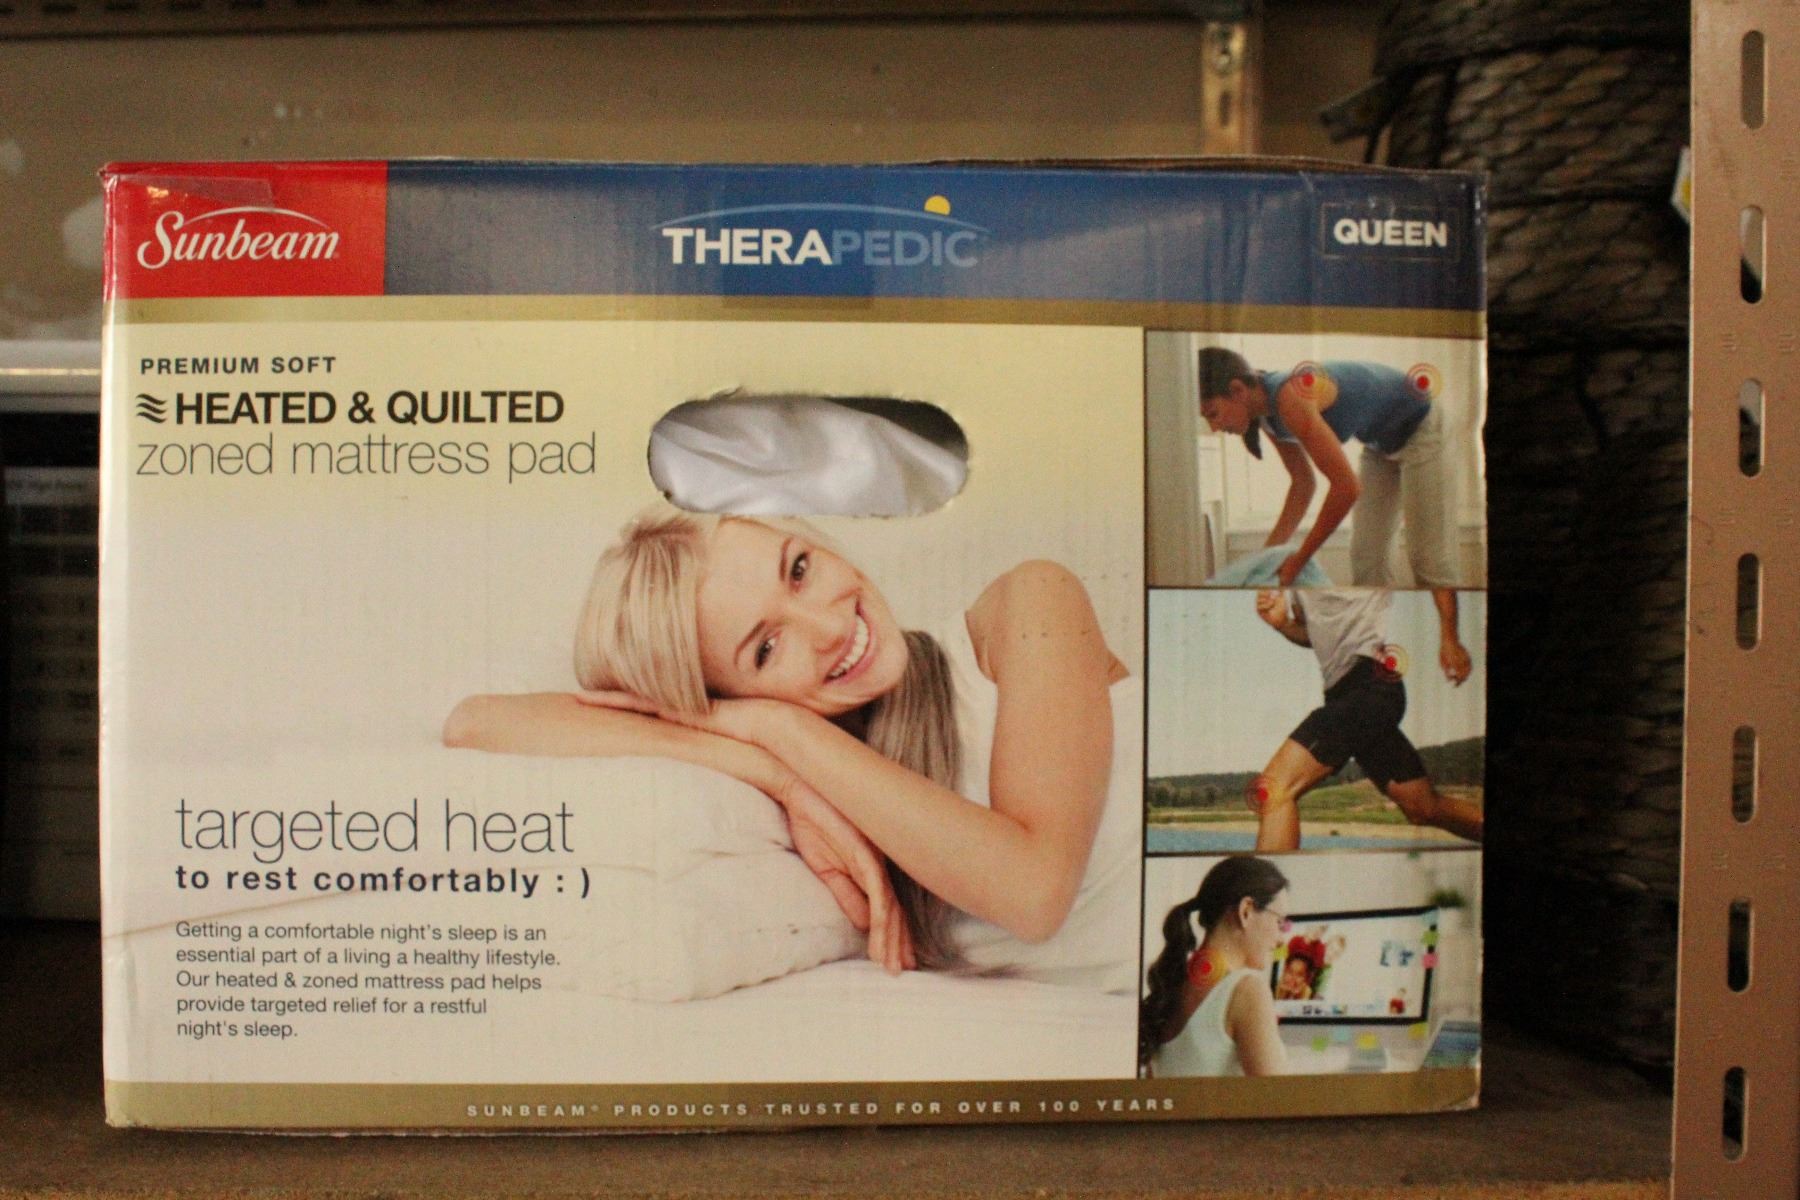 Sunbeam
THERAPEDIC
QUEEN
PREMIUM SOFT
HEATED & QUILTED
zoned mattress pad
targeted heat
to rest comfortably : )
Getting a comfortable night's sleep is an
essential part of a living a healthy lifestyle.
Our heated & zoned mattress pad helps
provide targeted relief for a restful
night's sleep.
SUNBEAM® PRODUCTS TRUSTED FOR OVER 100 YEARS